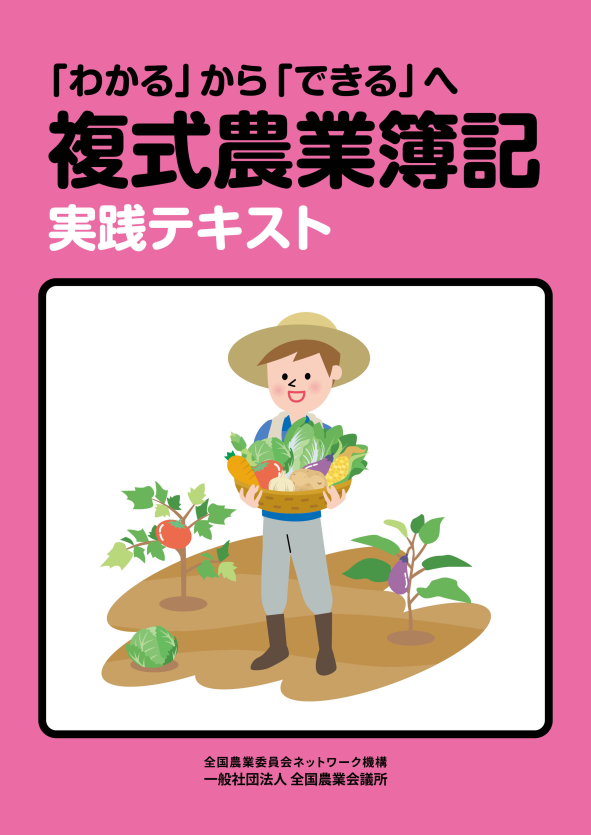 「わかる」から「できる」へ
複式農業簿記
実践テキスト
全国農業委員会ネットワーク機構
一般社団法人 全国農業会議所